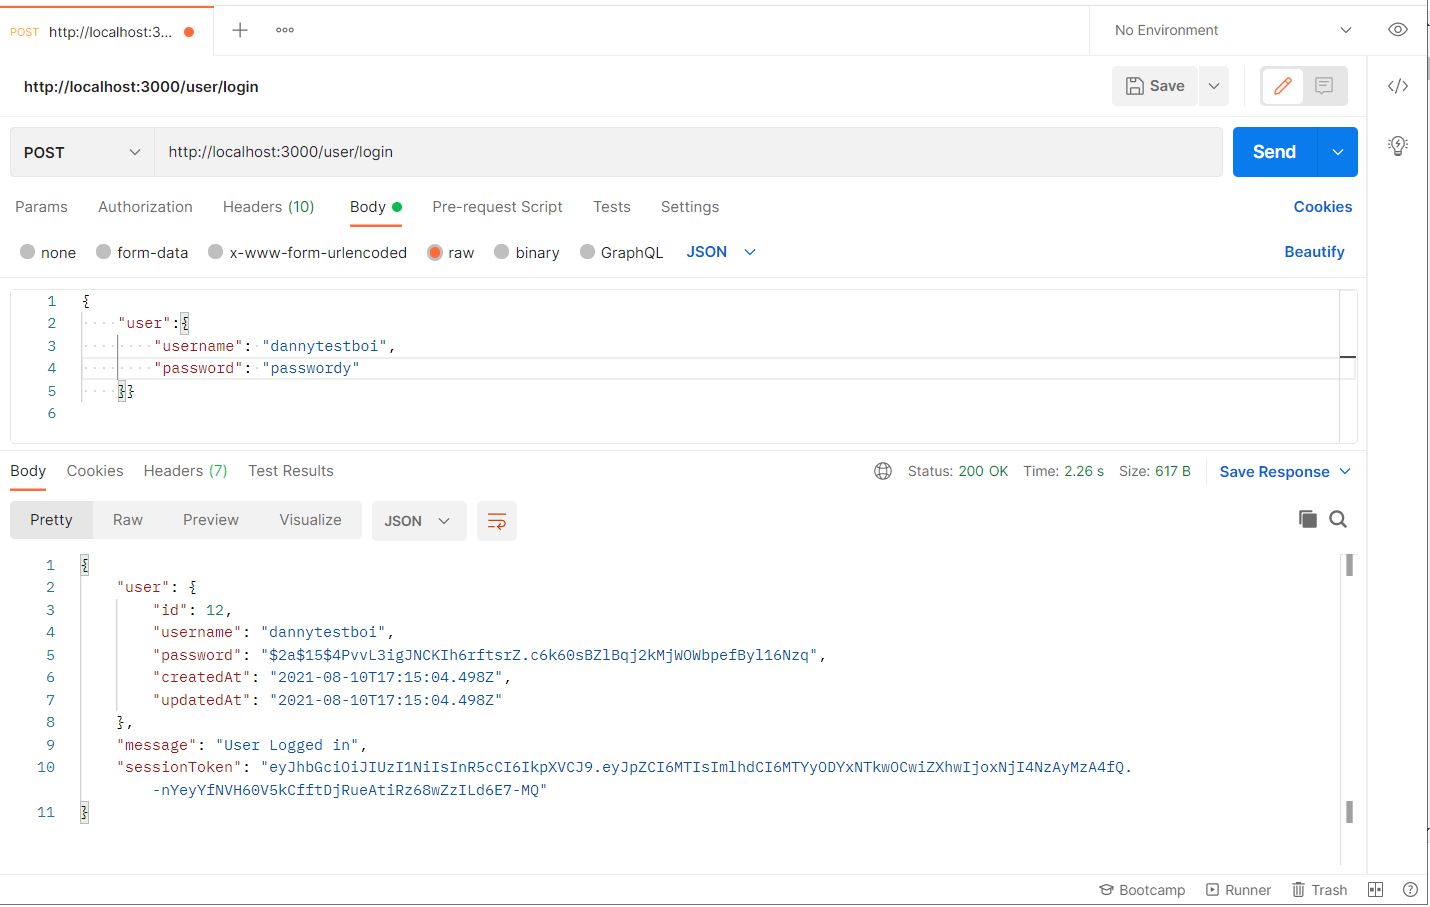 POST http://localhost:3... No Environment
http://localhost:3000/user/login Save
POST http://localhost:3000/user/login Send
Params Authorization Headers (10) Body Pre-request Script Tests Settings Cookies
none form-data x-www-form-urlencoded raw binary GraphQL JSON Beautify
1 {
2 "user":{
3 "username": "dannytestboi",
4 "password": "passwordy"
5 }}
6
Body Cookies Headers (7) Test Results Status: 200 OK Time: 2.26 s Size: 617 B Save Response
Pretty Raw Preview Visualize JSON
1 {
2 "user": {
3 "id": 12,
4 "username": "dannytestboi",
5 "password": "$2a$15$4PvvL3igJNCKIh6rftsrZ.c6k60sBZlBqj2kMjWOWbpefByl16Nzq",
6 "createdAt": "2021-08-10T17:15:04.498Z",
7 "updatedAt": "2021-08-10T17:15:04.498Z"
8 },
9 "message": "User Logged in",
10 "sessionToken": "eyJhbGciOiJIUzI1NiIsInR5cCI6IkpXVCJ9.eyJpZCI6MTIsImlhdCI6MTYyODYxNTkwOCwiZXhwIjoxNjI4NzAyMzA4fQ.
-nYeyYfNVH60V5kCfftDjRueAtiRz68wZzILd6E7-MQ"
11 }
Bootcamp Runner Trash